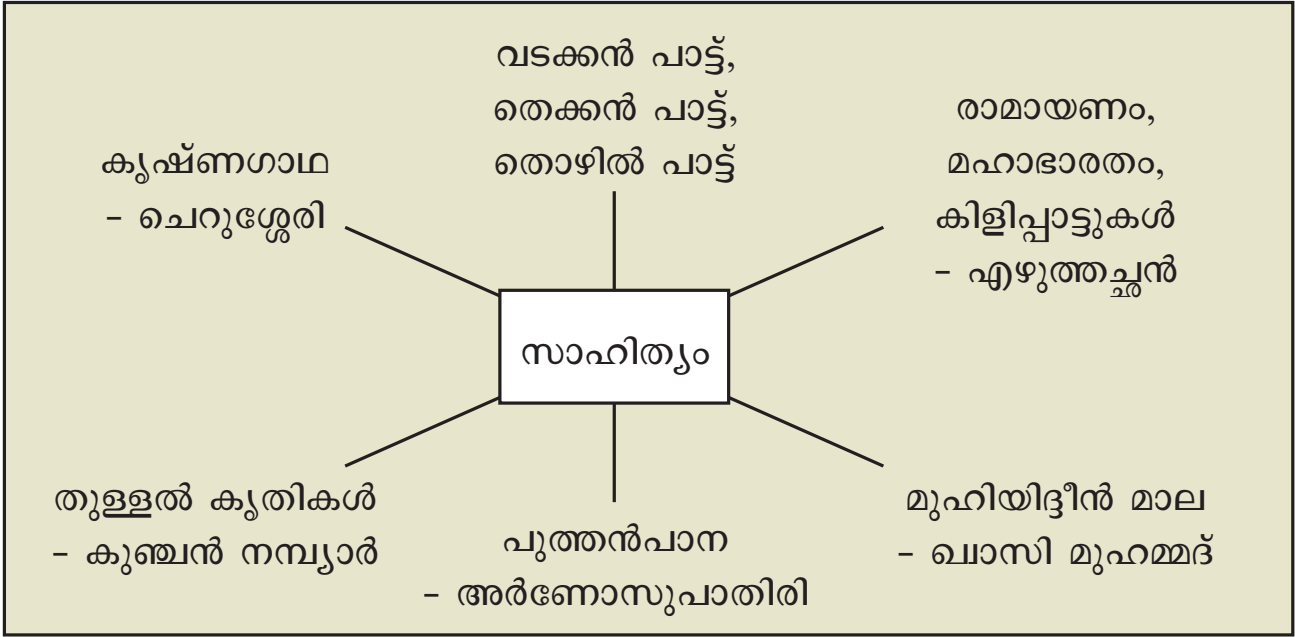 വടക്കൻ പാട്ട്,
തെക്കൻ പാട്ട്,
തൊഴിൽ പാട്ട്
കൃഷ്ണഗാഥ
– ചെറുശ്ശേരി
രാമായണം,
മഹാഭാരതം,
കിളിപ്പാട്ടുകൾ
– എഴുത്തച്ഛൻ
സാഹിത്യം
തുള്ളൽ കൃതികൾ
– കുഞ്ചൻ നമ്പ്യാർ
പുത്തൻപാന
– അർണോസുപാതിരി
മുഹിയിദ്ദീൻ മാല
– ഖാസി മുഹമ്മദ്